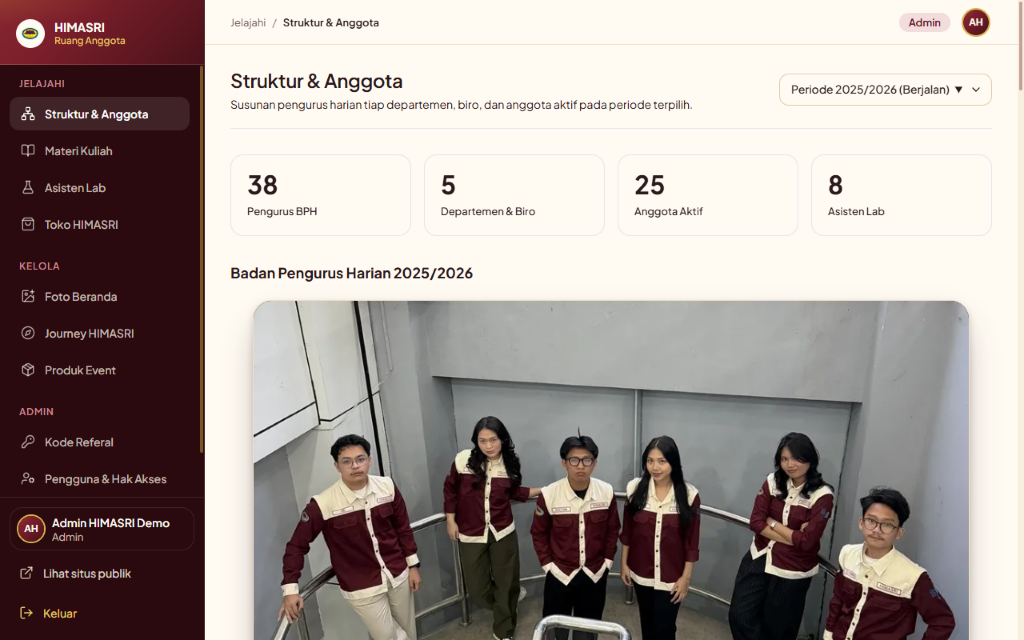 HIMASRI
Ruang Anggota
JELAJAHI
Struktur & Anggota
Materi Kuliah
Asisten Lab
Toko HIMASRI
KELOLA
Foto Beranda
Journey HIMASRI
Produk Event
ADMIN
Kode Referal
Pengguna & Hak Akses
AH
Admin HIMASRI Demo
Admin
Lihat situs publik
Keluar
Jelajahi / Struktur & Anggota
Admin
AH
Struktur & Anggota
Susunan pengurus harian tiap departemen, biro, dan anggota aktif pada periode terpilih.
Periode 2025/2026 (Berjalan) ▼
38
Pengurus BPH
5
Departemen & Biro
25
Anggota Aktif
8
Asisten Lab
Badan Pengurus Harian 2025/2026